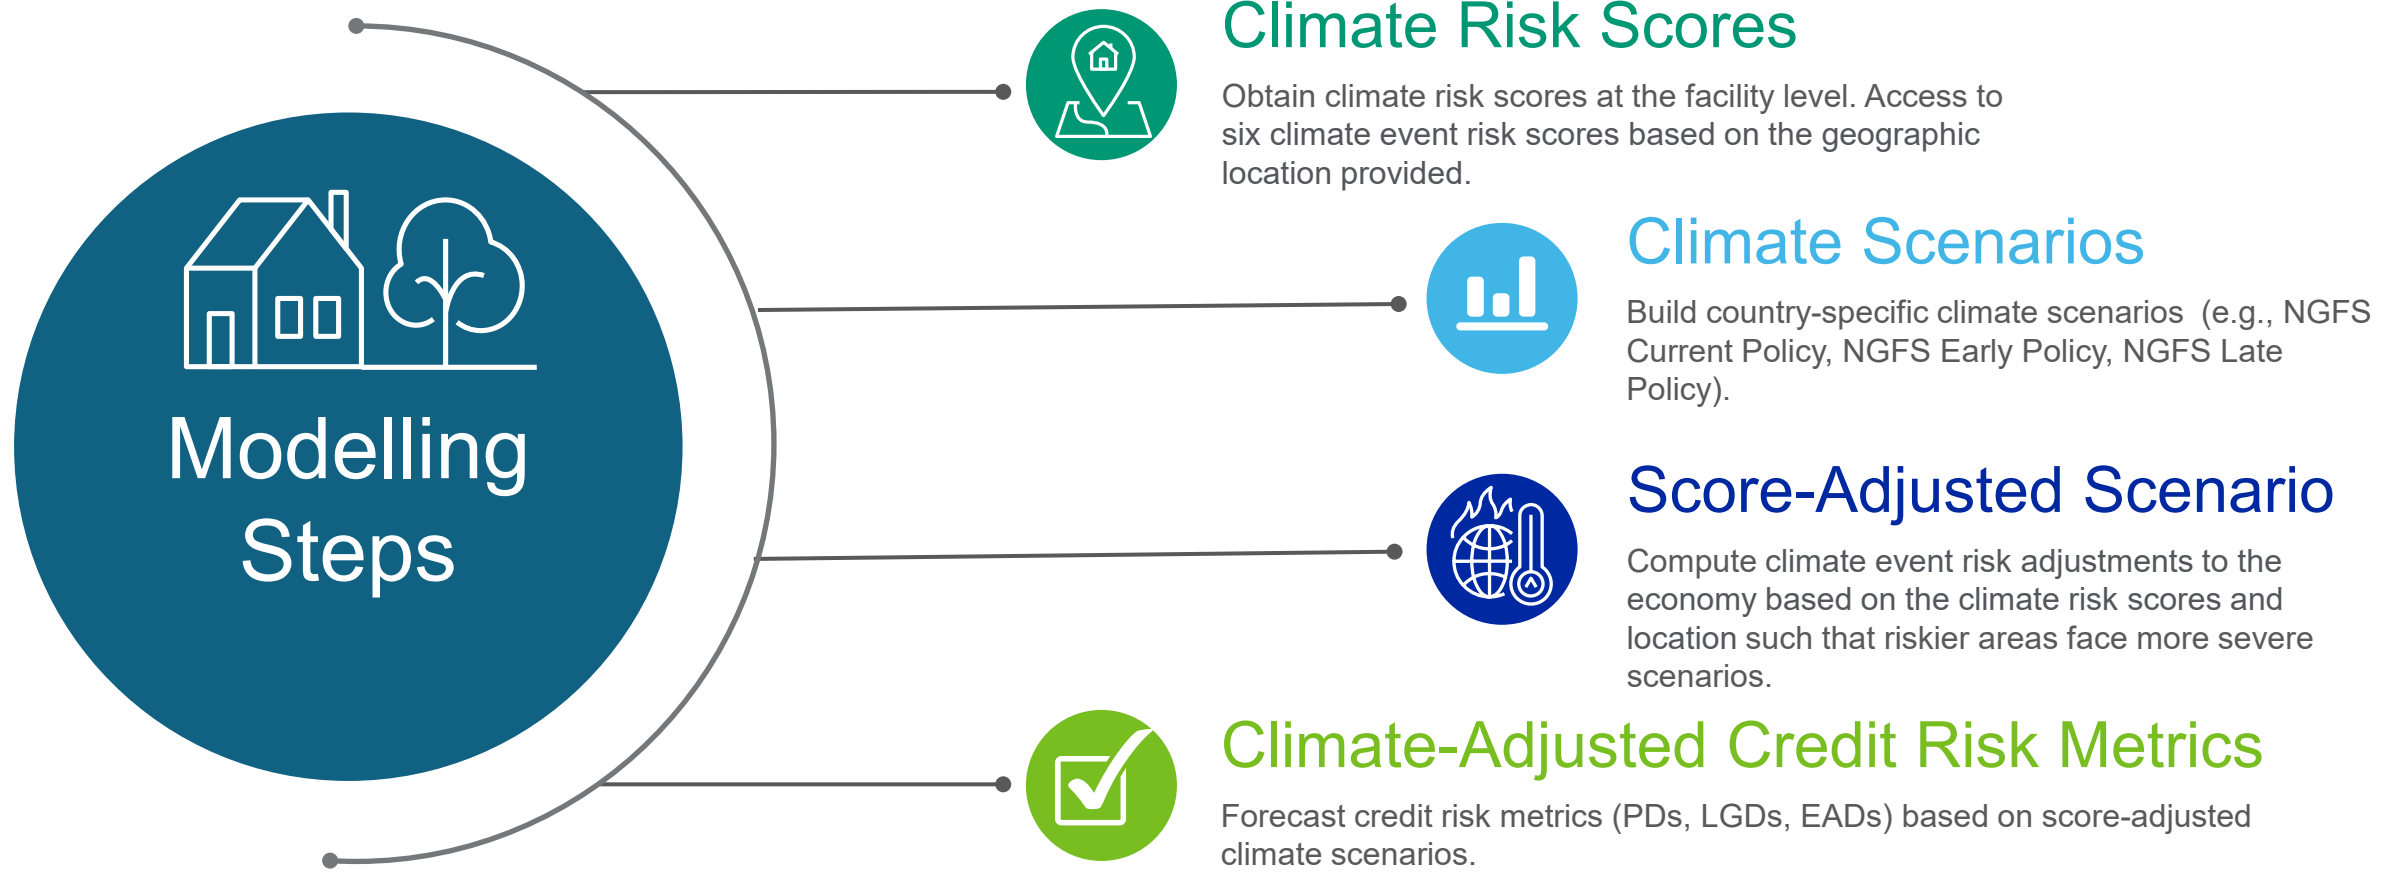 Modelling
Steps
Climate Risk Scores
Obtain climate risk scores at the facility level. Access to
six climate event risk scores based on the geographic
location provided.
Climate Scenarios
Build country-specific climate scenarios  (e.g., NGFS
Current Policy, NGFS Early Policy, NGFS Late
Policy).
Score-Adjusted Scenario
Compute climate event risk adjustments to the
economy based on the climate risk scores and
location such that riskier areas face more severe
scenarios.
Climate-Adjusted Credit Risk Metrics
Forecast credit risk metrics (PDs, LGDs, EADs) based on score-adjusted
climate scenarios.